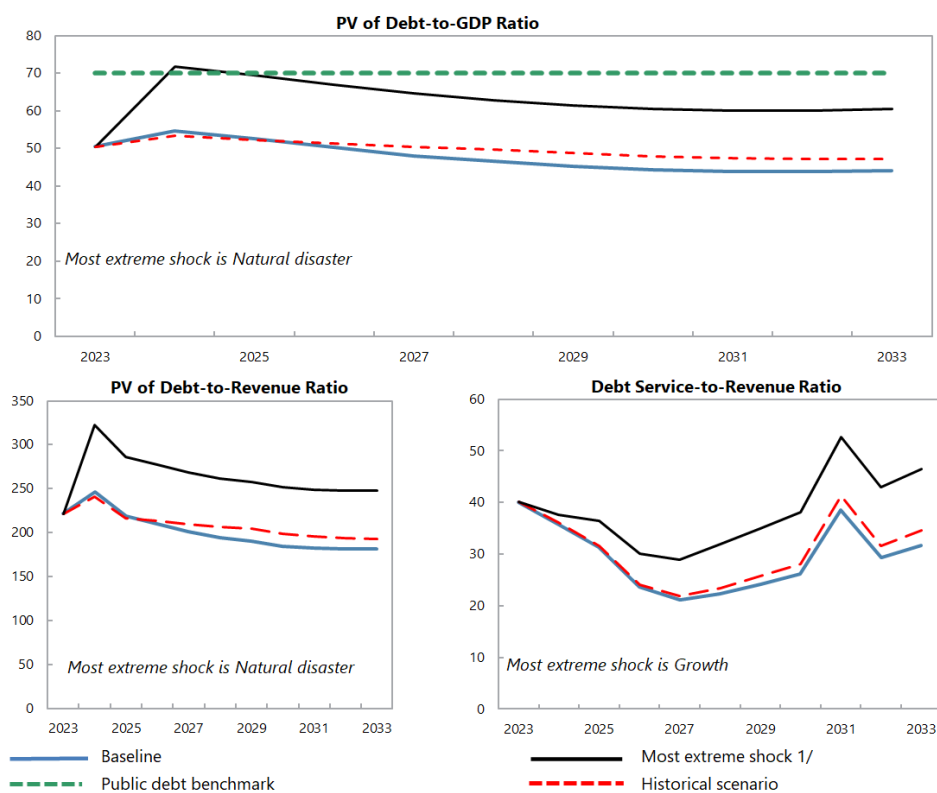 PV of Debt-to-GDP Ratio
80
70
60
50
40
30
20
10
0
Most extreme shock is Natural disaster
2023 2025 2027 2029 2031 2033
PV of Debt-to-Revenue Ratio
350
300
250
200
150
100
50
0
Most extreme shock is Natural disaster
2023 2025 2027 2029 2031 2033
Debt Service-to-Revenue Ratio
60
50
40
30
20
10
0
Most extreme shock is Growth
2023 2025 2027 2029 2031 2033
Baseline
Most extreme shock 1/
Public debt benchmark
Historical scenario